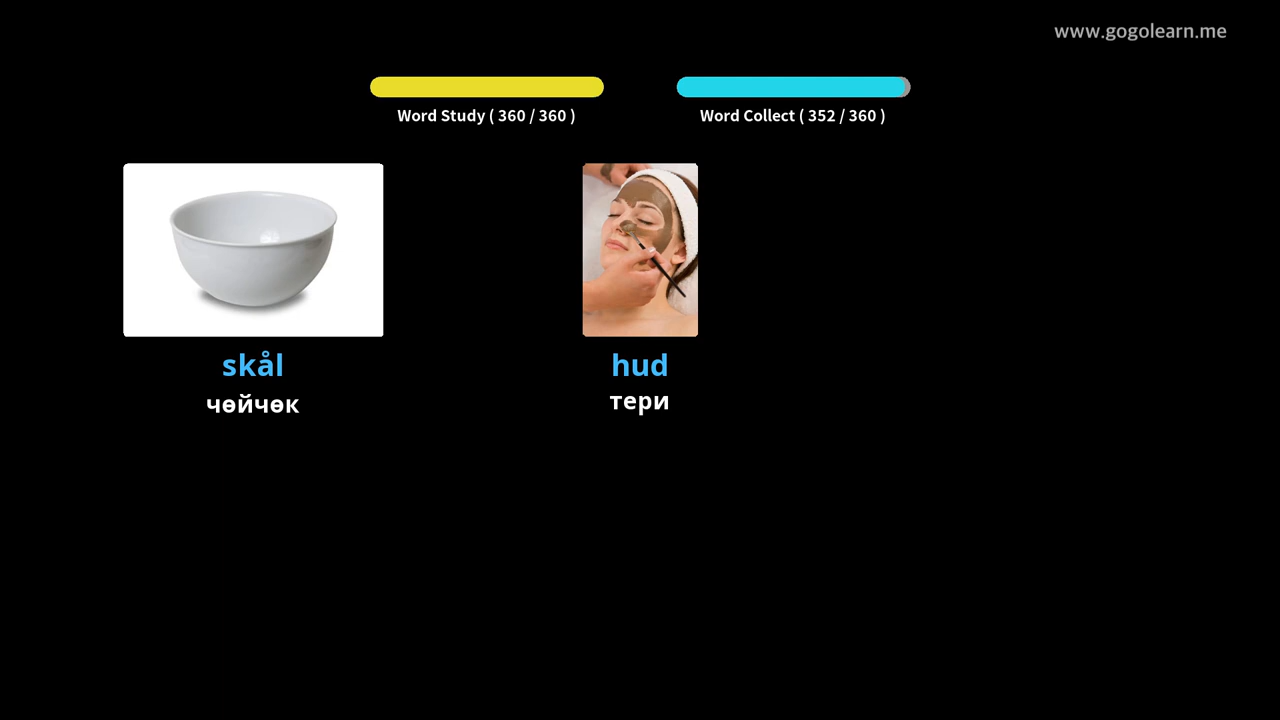 www.gogolearn.me
Word Study ( 360 / 360 )
Word Collect ( 352 / 360 )
skål
чөйчөк
hud
тери